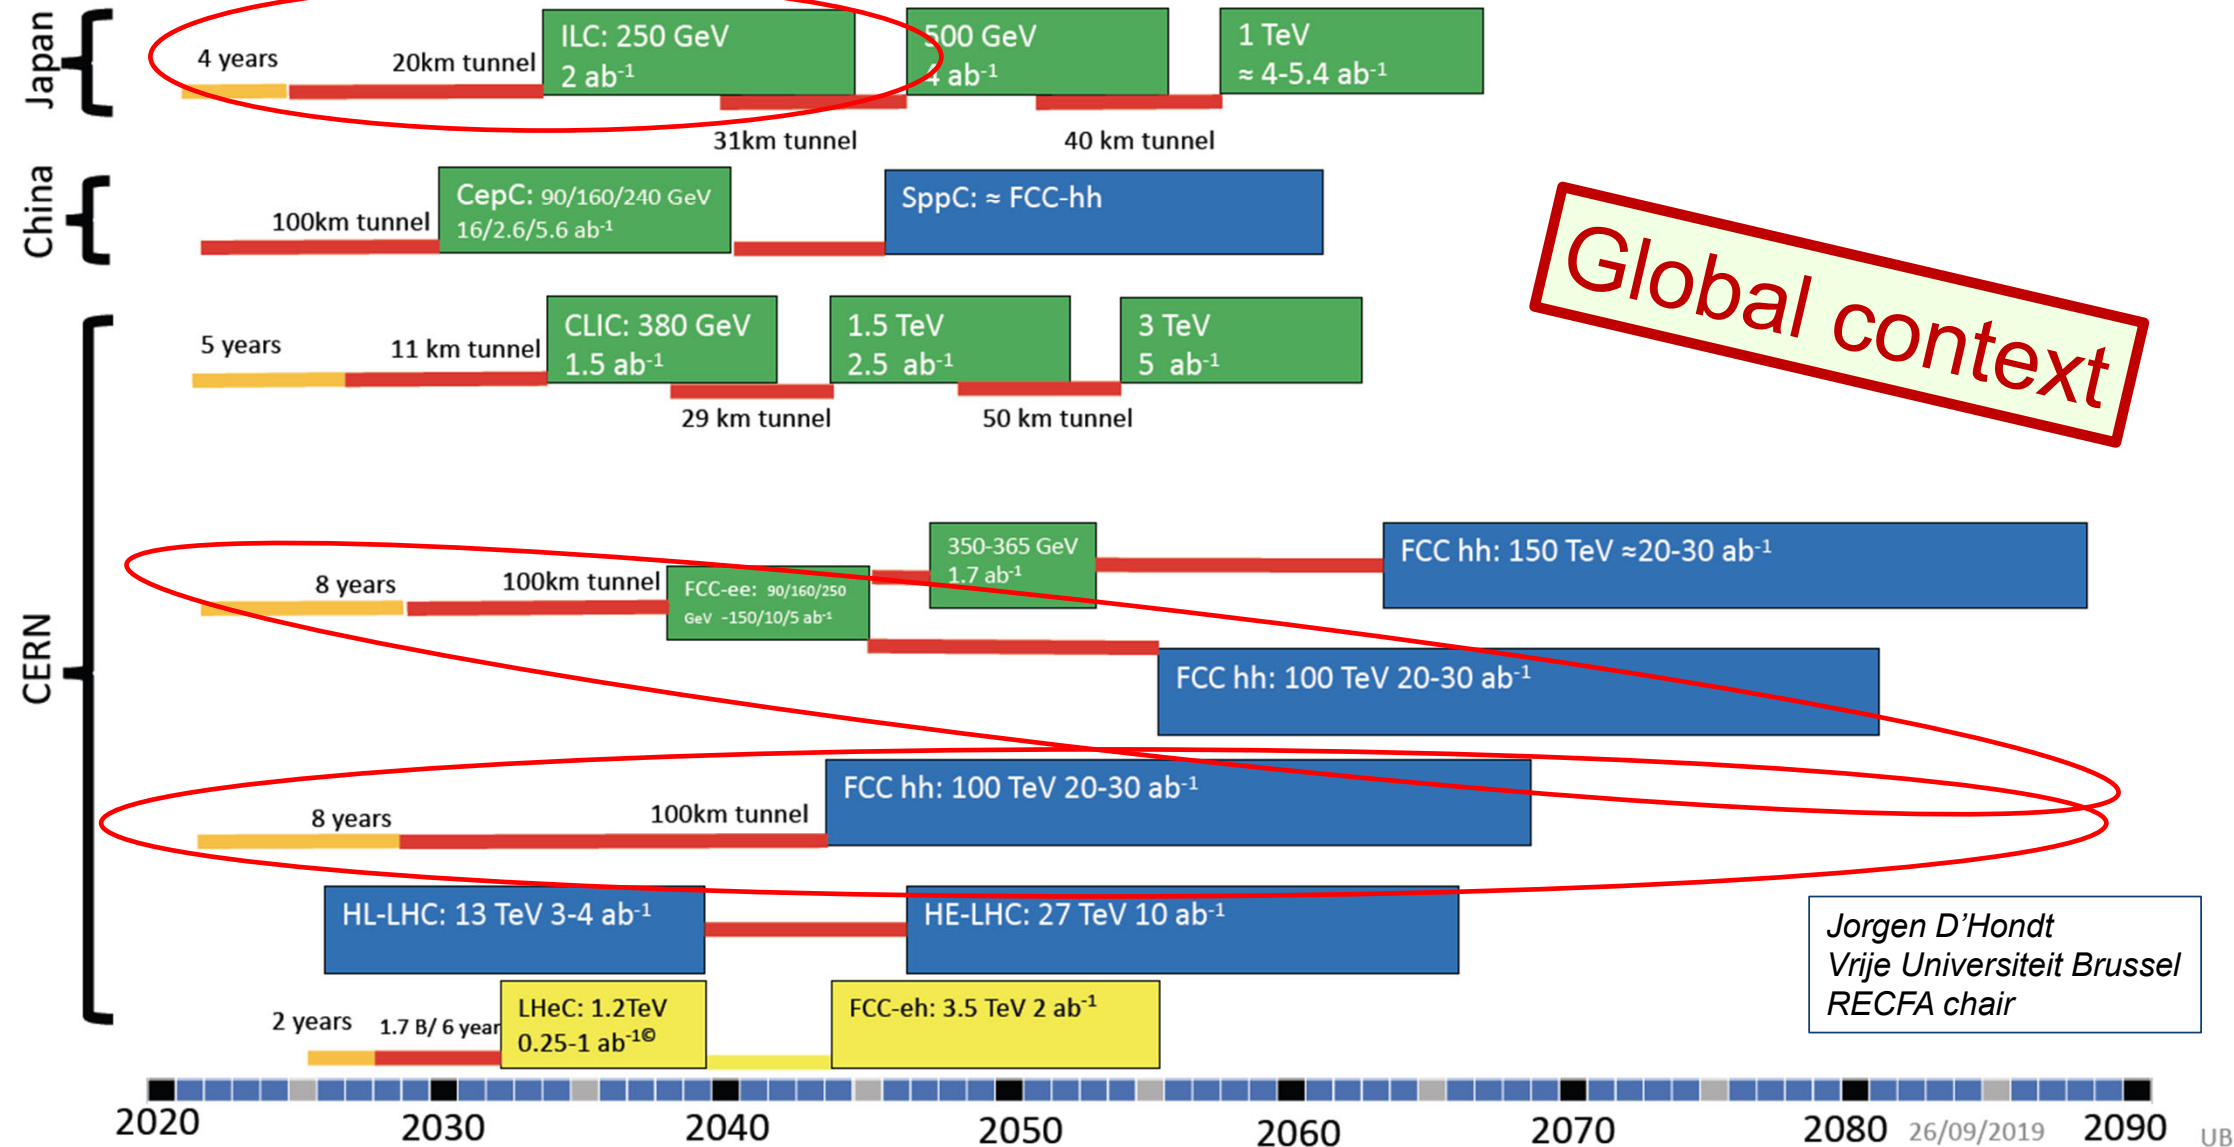 Japan
4 years
20km tunnel
ILC: 250 GeV
2 ab-1
500 GeV
4 ab-1
1 TeV
≈ 4-5.4 ab-1
31km tunnel
40 km tunnel
China
100km tunnel
CepC: 90/160/240 GeV
16/2.6/5.6 ab-1
SppC: ≈ FCC-hh
Global context
CERN
5 years
11 km tunnel
CLIC: 380 GeV
1.5 ab-1
1.5 TeV
2.5 ab-1
3 TeV
5 ab-1
29 km tunnel
50 km tunnel
8 years
100km tunnel
FCC-ee: 90/160/250
GeV -150/10/5 ab-1
350-365 GeV
1.7 ab-1
FCC hh: 150 TeV ≈20-30 ab-1
FCC hh: 100 TeV 20-30 ab-1
8 years
100km tunnel
FCC hh: 100 TeV 20-30 ab-1
HL-LHC: 13 TeV 3-4 ab-1
HE-LHC: 27 TeV 10 ab-1
2 years
1.7 B/ 6 year
LHeC: 1.2TeV
0.25-1 ab-1©
FCC-eh: 3.5 TeV 2 ab-1
Jorgen D'Hondt
Vrije Universiteit Brussel
RECFA chair
2020 2030 2040 2050 2060 2070 2080 26/09/2019 2090 UB